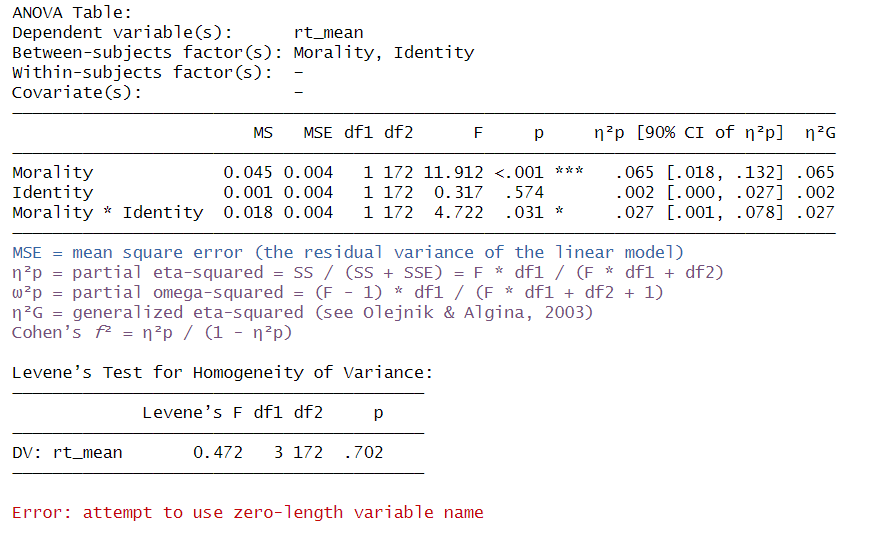 ANOVA Table:
Dependent variable(s):      rt_mean
Between-subjects factor(s): Morality, Identity
Within-subjects factor(s):  –
Covariate(s):               –
MS   MSE df1 df2      F     p     η²p [90% CI of η²p]  η²G
Morality            0.045 0.004   1 172 11.912 <.001 ***   .065 [.018, .132] .065
Identity            0.001 0.004   1 172  0.317  .574       .002 [.000, .027] .002
Morality * Identity 0.018 0.004   1 172  4.722  .031 *     .027 [.001, .078] .027
MSE = mean square error (the residual variance of the linear model)
η²p = partial eta-squared = SS / (SS + SSE) = F * df1 / (F * df1 + df2)
ω²p = partial omega-squared = (F - 1) * df1 / (F * df1 + df2 + 1)
η²G = generalized eta-squared (see Olejnik & Algina, 2003)
Cohen’s f² = η²p / (1 - η²p)
Levene’s Test for Homogeneity of Variance:
Levene’s F df1 df2     p
DV: rt_mean       0.472   3 172  .702
Error: attempt to use zero-length variable name